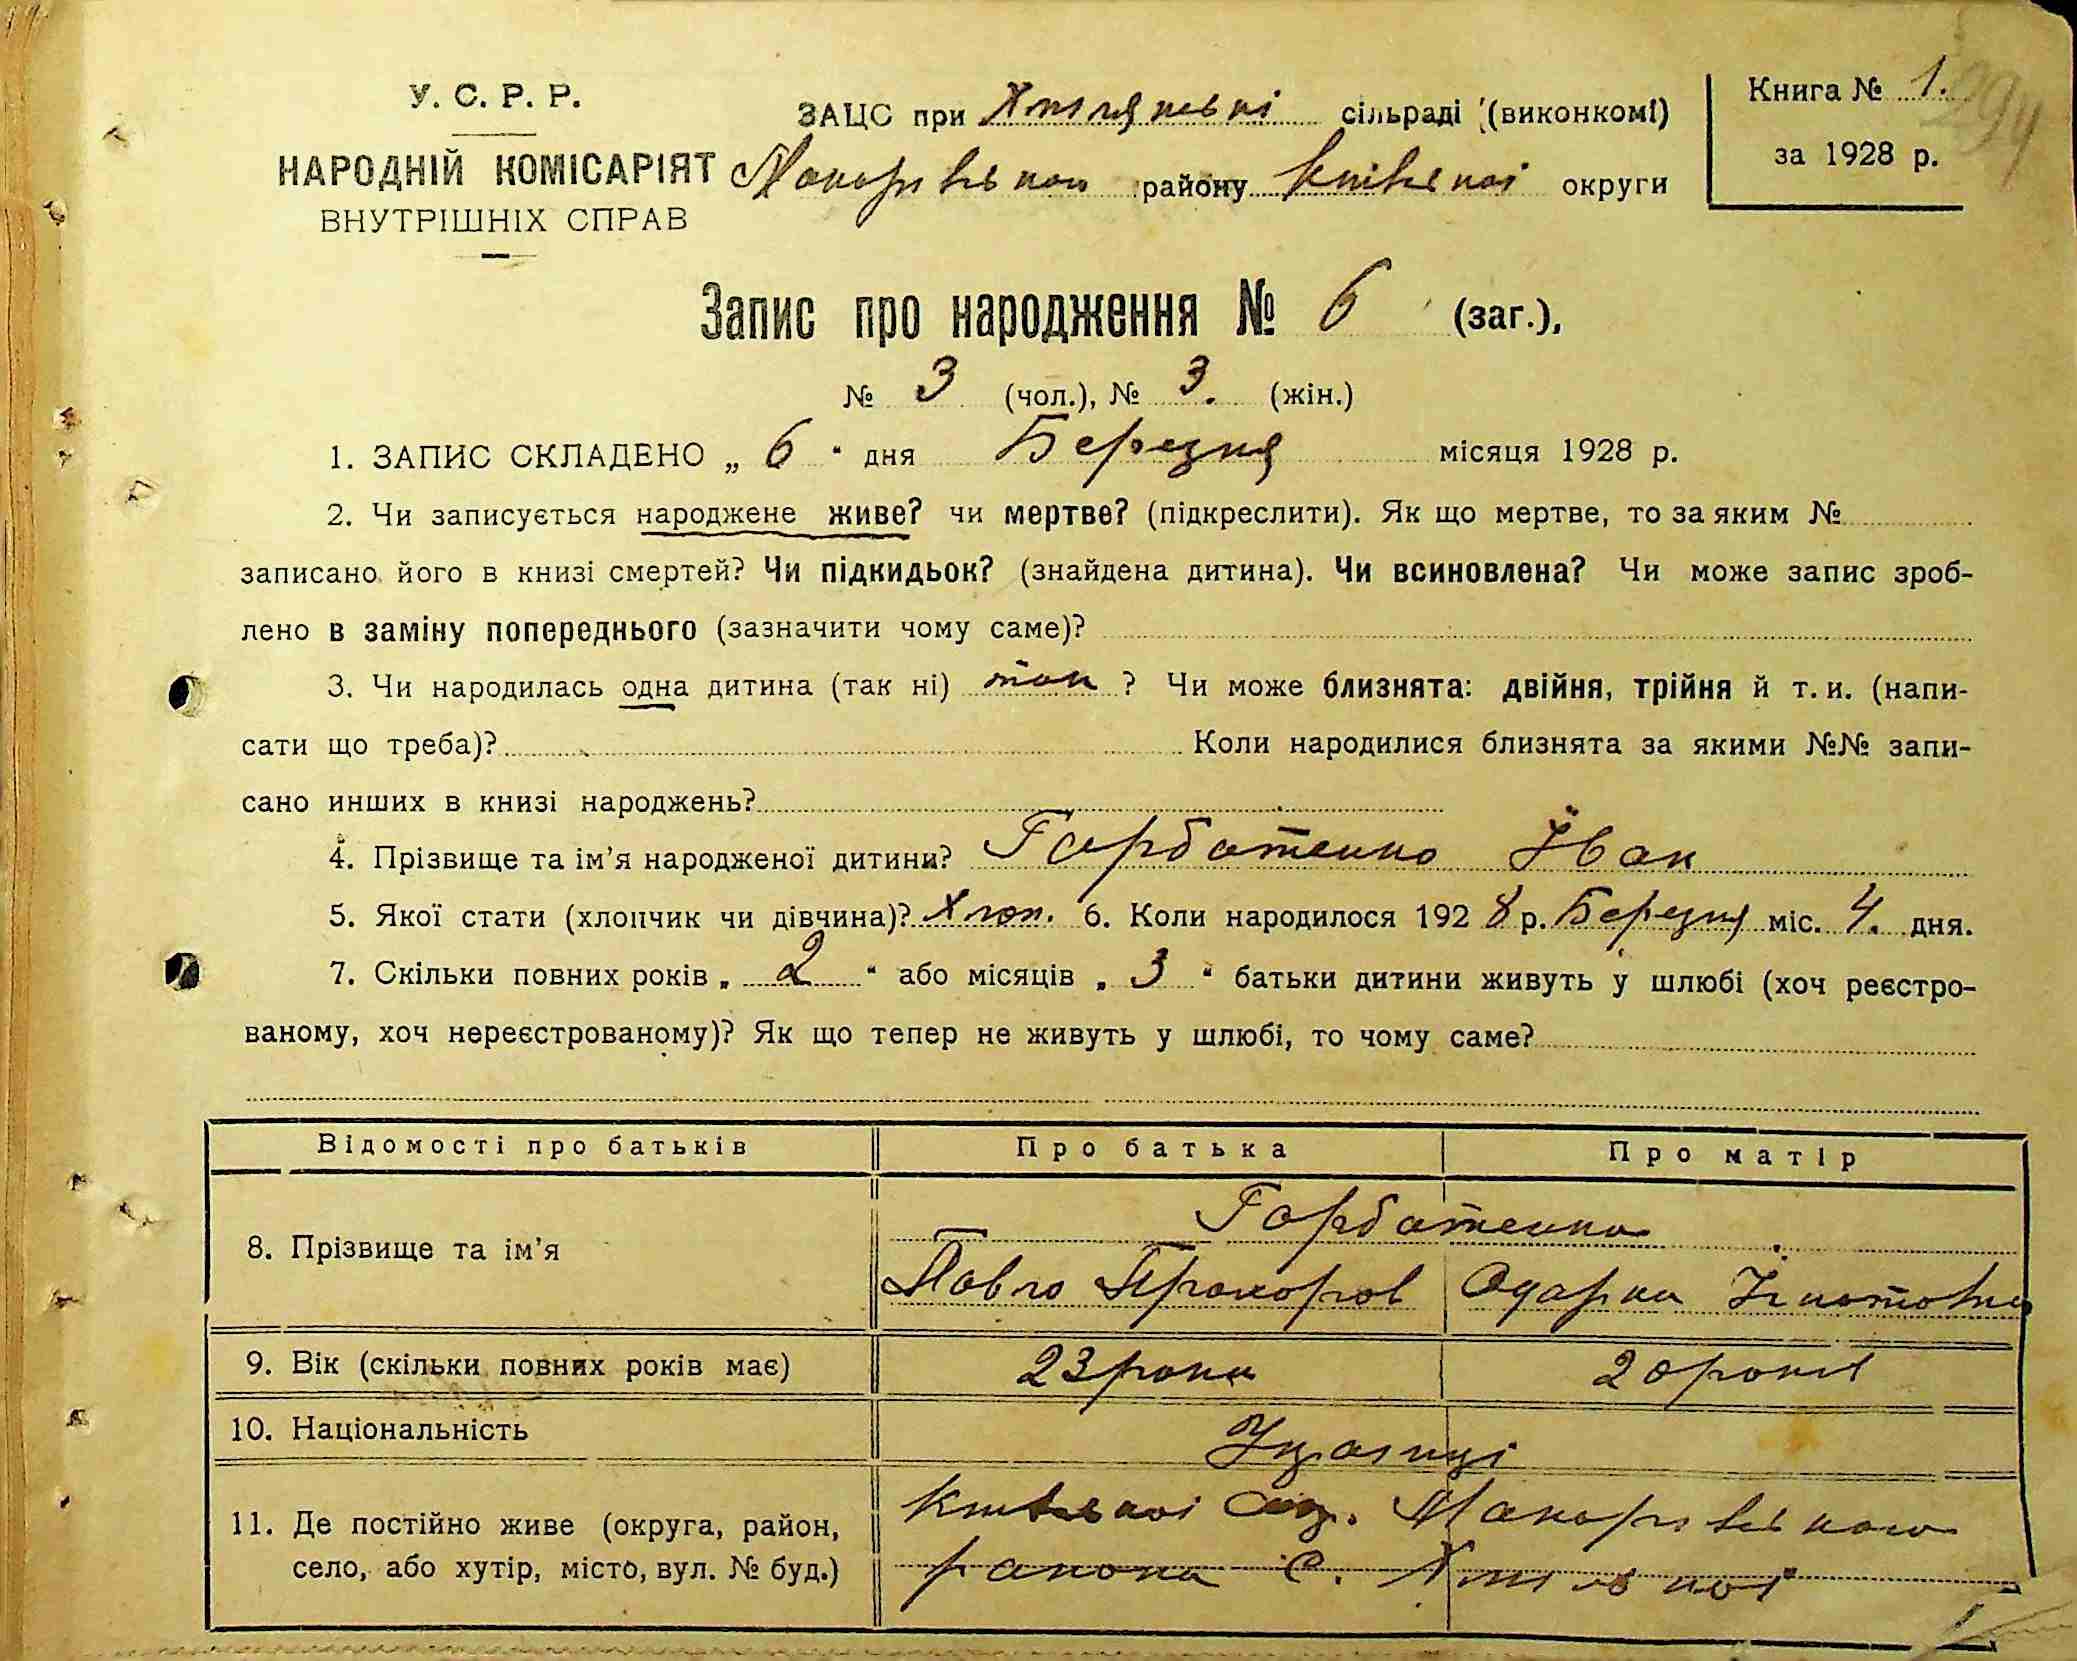 294
У. С. Р. Р.
НАРОДНІЙ КОМІСАРІЯТ
ВНУТРІШНІХ СПРАВ
ЗАЦС при Хмілянські сільраді (виконкомі)
Макарівськ району Київської округи
Книга № 1.
за 1928 р.
Запис про народження № 6 (заг.),
№ 3 (чол.), № 3. (жін.)
1. ЗАПИС СКЛАДЕНО „ 6 “ дня Березня місяця 1928 р.
2. Чи записується народжене живе? чи мертве? (підкреслити). Як що мертве, то за яким №
записано його в книзі смертей? Чи підкидьок? (знайдена дитина). Чи всиновлена? Чи може запис зроб-
лено в заміну попереднього (зазначити чому саме)?
3. Чи народилась одна дитина (так ні) так ? Чи може близнята: двійня, трійня й т. и. (напи-
сати що треба)? Коли народилися близнята за якими №№ запи-
сано инших в книзі народжень?
4. Прізвище та ім’я народженої дитини? Горбатенко Іван
5. Якої стати (хлопчик чи дівчина)? Хлоп. 6. Коли народилося 1928 р. Березня міс. 4. дня.
7. Скільки повних років „ 2 “ або місяців „ 3 “ батьки дитини живуть у шлюбі (хоч реєстро-
ваному, хоч нереєстрованому)? Як що тепер не живуть у шлюбі, то чому саме?
Відомості про батьків Про батька Про матір
8. Прізвище та ім’я Горбатенко
Павло Прокоров Одарка Ігнатовна
9. Вік (скільки повних років має) 23 роки 20 років
10. Національність Україці
11. Де постійно живе (округа, район,
село, або хутір, місто, вул. № буд.)
Київської Окр. Макарівського
району С.